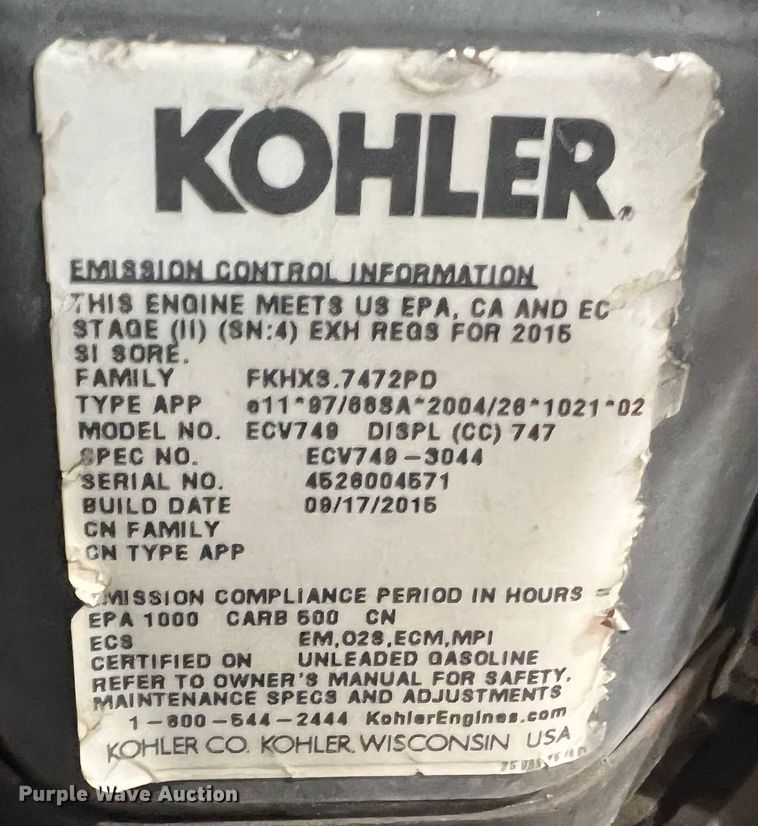 KOHLER®
EMISSION CONTROL INFORMATION
THIS ENGINE MEETS US EPA, CA AND EC
STAGE (II) (SN:4) EXH REGS FOR 2015
SI SORE.
FAMILY FKHXS.7472PD
TYPE APP e11*97/68SA*2004/26*1021*02
MODEL NO. ECV749 DISPL (CC) 747
SPEC NO. ECV749-3044
SERIAL NO. 4526004571
BUILD DATE 09/17/2015
CN FAMILY
CN TYPE APP
EMISSION COMPLIANCE PERIOD IN HOURS =
EPA 1000 CARB 500 CN
ECS EM,O2S,ECM,MPI
CERTIFIED ON UNLEADED GASOLINE
REFER TO OWNER'S MANUAL FOR SAFETY,
MAINTENANCE SPECS AND ADJUSTMENTS
1-800-544-2444 KohlerEngines.com
KOHLER CO. KOHLER, WISCONSIN USA
Purple Wave Auction